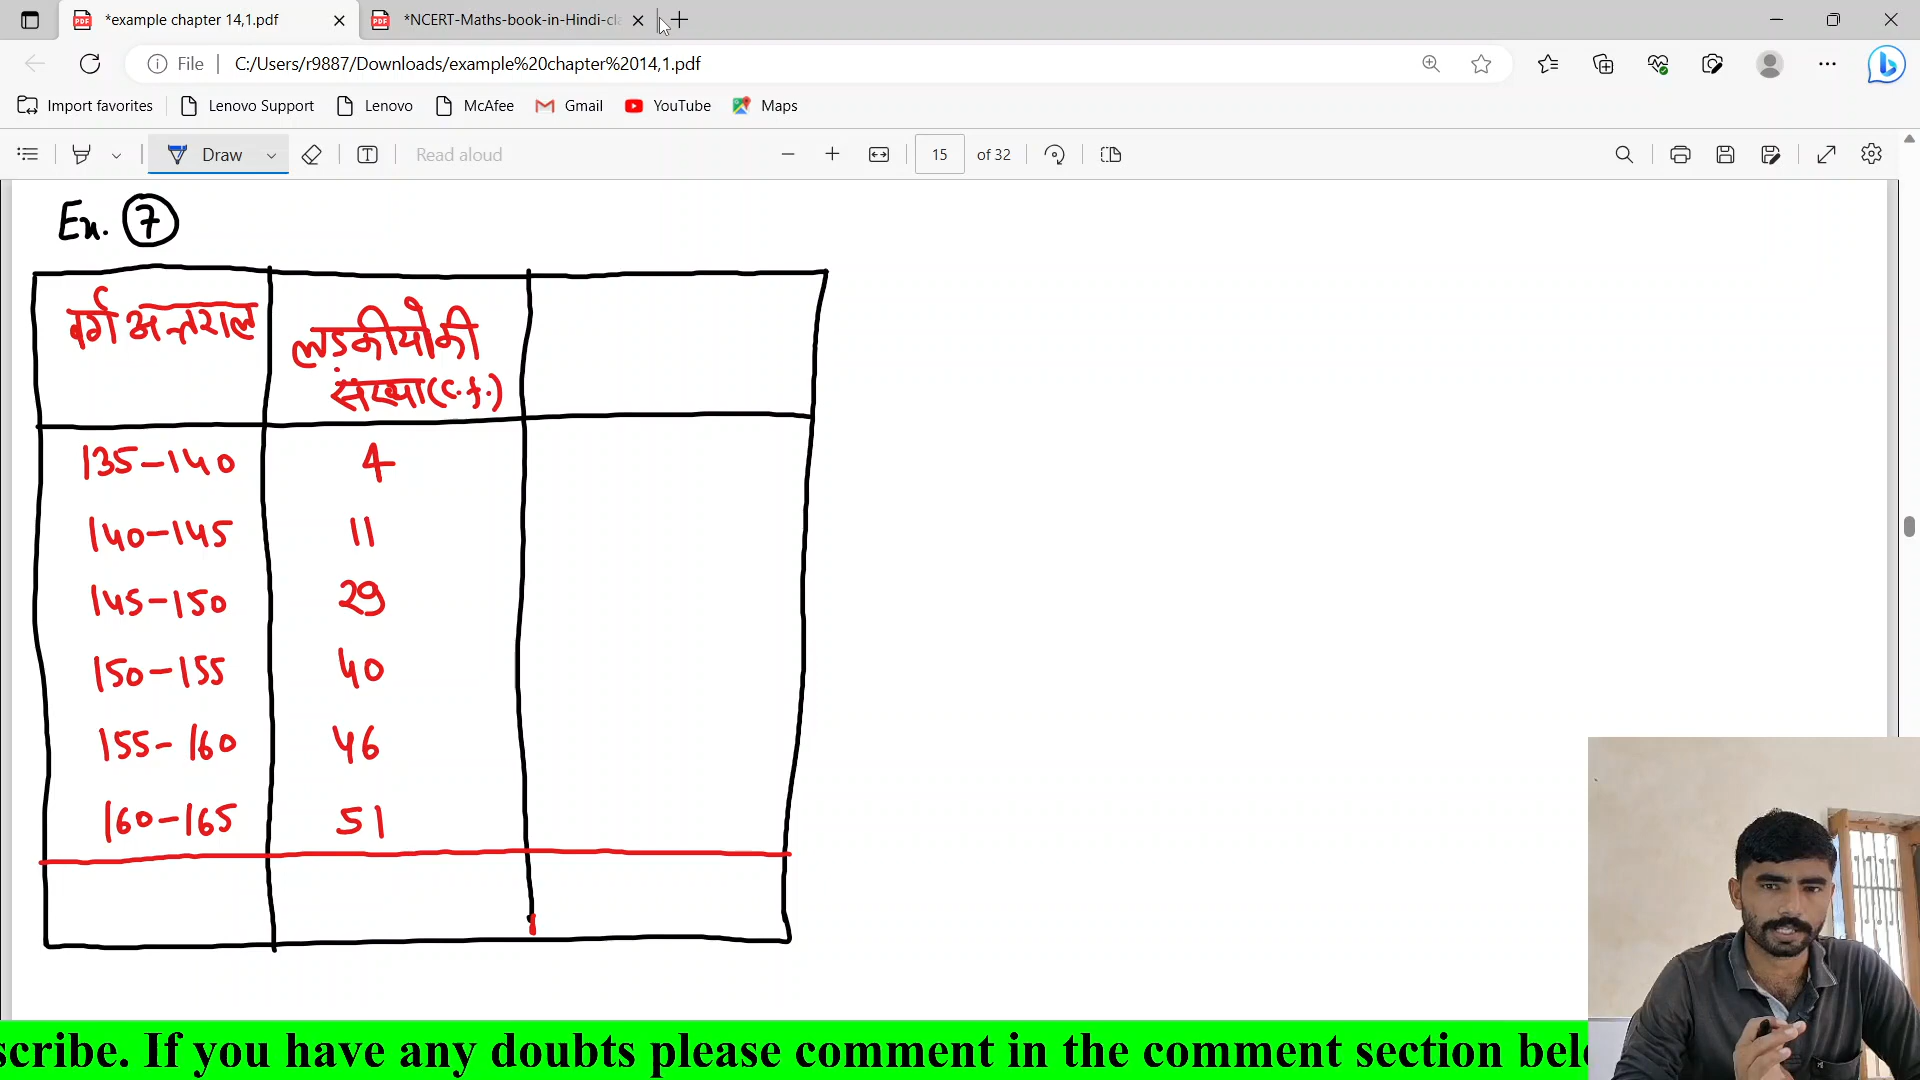 *example chapter 14,1.pdf
*NCERT-Maths-book-in-Hindi-cla
File
C:/Users/r9887/Downloads/example%20chapter%2014,1.pdf
Import favorites
Lenovo Support
Lenovo
McAfee
Gmail
YouTube
Maps
Draw
Read aloud
15
of 32
Ex. 7
वर्ग अन्तराल
लडकीयो की
संख्या (c.f.)
135-140 4
140-145 11
145-150 29
150-155 40
155-160 46
160-165 51
scribe. If you have any doubts please comment in the comment section bel